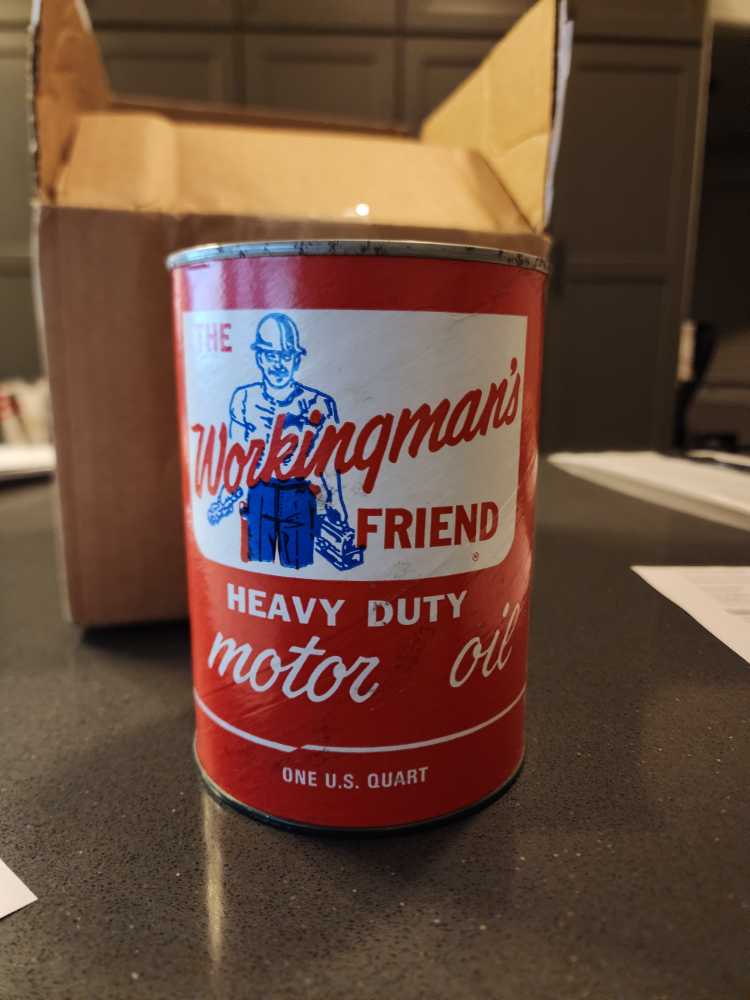 THE
Workingman's
FRIEND
®
HEAVY DUTY
motor oil
ONE U.S. QUART